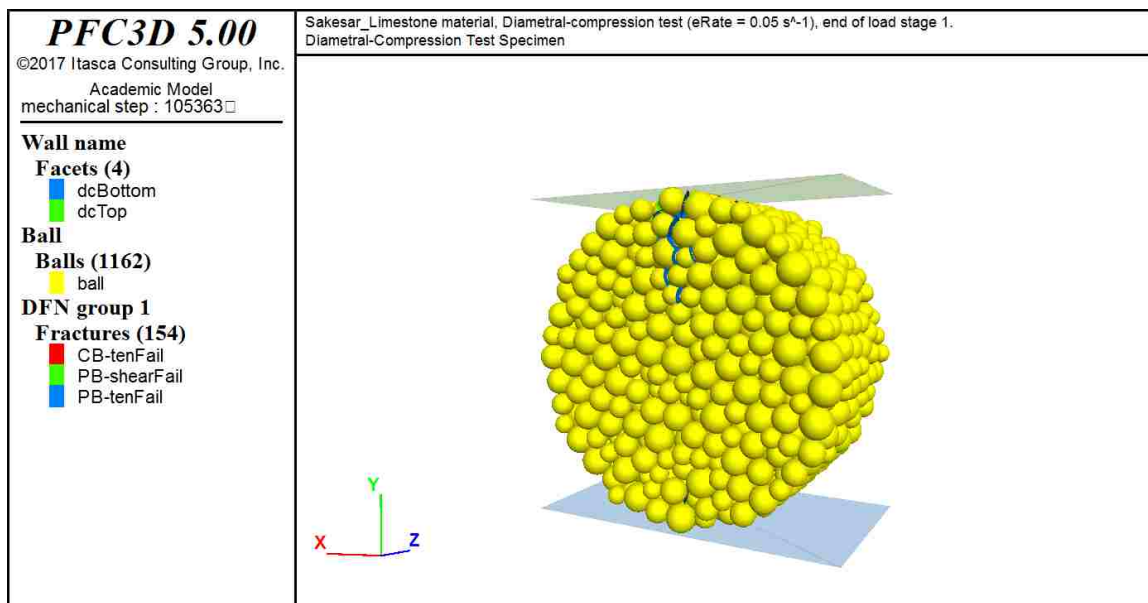 PFC3D 5.00
©2017 Itasca Consulting Group, Inc.
Academic Model
mechanical step : 105363□
Wall name
Facets (4)
dcBottom
dcTop
Ball
Balls (1162)
ball
DFN group 1
Fractures (154)
CB-tenFail
PB-shearFail
PB-tenFail
Sakesar_Limestone material, Diametral-compression test (eRate = 0.05 s^-1), end of load stage 1.
Diametral-Compression Test Specimen
Y
X
Z